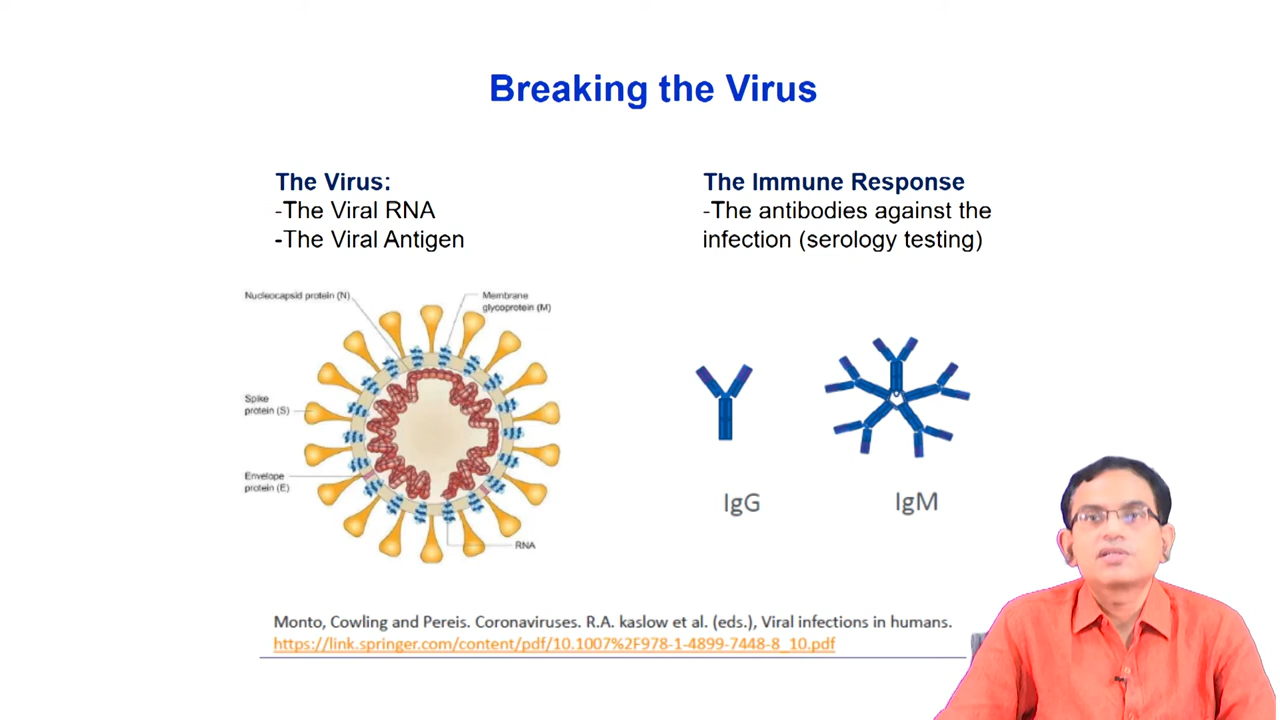 Breaking the Virus
The Virus:
-The Viral RNA
-The Viral Antigen
The Immune Response
-The antibodies against the
infection (serology testing)
Nucleocapsid protein (N)
Membrane
glycoprotein (M)
Spike
protein (S)
Envelope
protein (E)
RNA
IgG
IgM
Monto, Cowling and Pereis. Coronaviruses. R.A. kaslow et al. (eds.), Viral infections in humans.
https://link.springer.com/content/pdf/10.1007%2F978-1-4899-7448-8_10.pdf